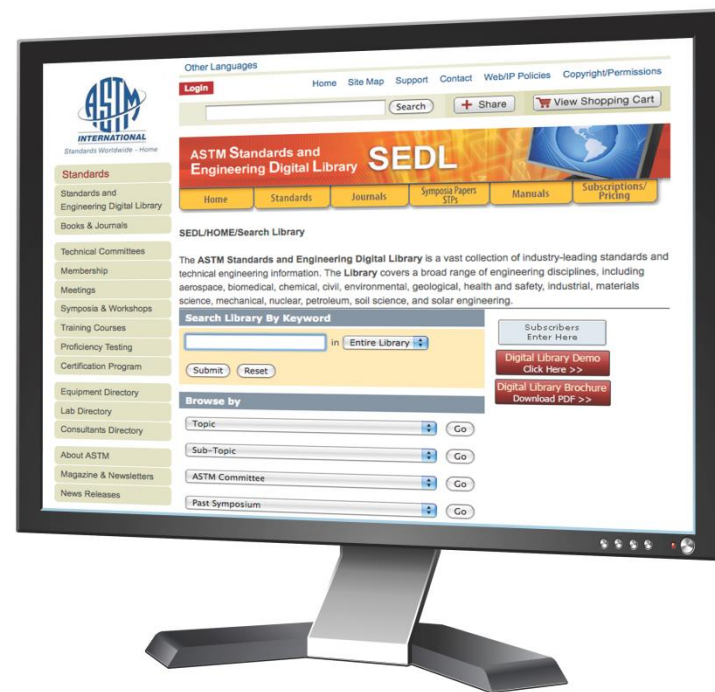 Other Languages
Login
Home Site Map Support Contact Web/IP Policies Copyright/Permissions
Search
Share
View Shopping Cart
ASTM
INTERNATIONAL
Standards Worldwide - Home
Standards
Standards and
Engineering Digital Library
Books & Journals
Technical Committees
Membership
Meetings
Symposia & Workshops
Training Courses
Proficiency Testing
Certification Program
Equipment Directory
Lab Directory
Consultants Directory
About ASTM
Magazine & Newsletters
News Releases
ASTM Standards and
Engineering Digital Library
SEDL
Home
Standards
Journals
Symposia Papers
STPs
Manuals
Subscriptions/
Pricing
SEDL/HOME/Search Library
The ASTM Standards and Engineering Digital Library is a vast collection of industry-leading standards and
technical engineering information. The Library covers a broad range of engineering disciplines, including
aerospace, biomedical, chemical, civil, environmental, geological, health and safety, industrial, materials
science, mechanical, nuclear, petroleum, soil science, and solar engineering.
Search Library By Keyword
in Entire Library
Submit Reset
Browse by
Topic Go
Sub-Topic Go
ASTM Committee Go
Past Symposium Go
Subscribers
Enter Here
Digital Library Demo
Click Here >>
Digital Library Brochure
Download PDF >>